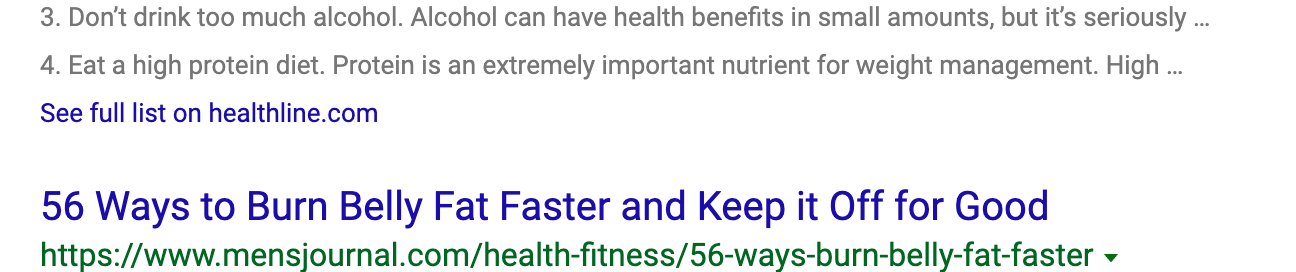 3. Don’t drink too much alcohol. Alcohol can have health benefits in small amounts, but it’s seriously ...
4. Eat a high protein diet. Protein is an extremely important nutrient for weight management. High ...
See full list on healthline.com
56 Ways to Burn Belly Fat Faster and Keep it Off for Good
https://www.mensjournal.com/health-fitness/56-ways-burn-belly-fat-faster